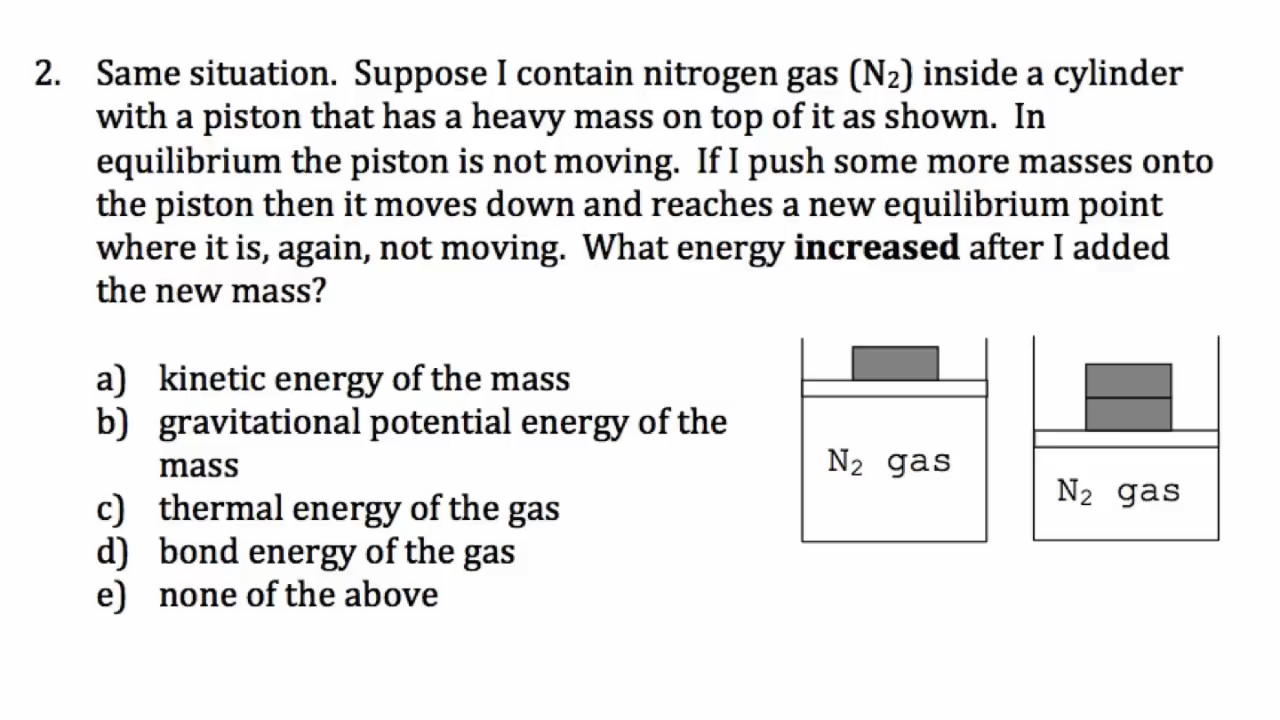 2. Same situation. Suppose I contain nitrogen gas (N2) inside a cylinder
with a piston that has a heavy mass on top of it as shown. In
equilibrium the piston is not moving. If I push some more masses onto
the piston then it moves down and reaches a new equilibrium point
where it is, again, not moving. What energy increased after I added
the new mass?
a) kinetic energy of the mass
b) gravitational potential energy of the
mass
c) thermal energy of the gas
d) bond energy of the gas
e) none of the above
N2 gas
N2 gas